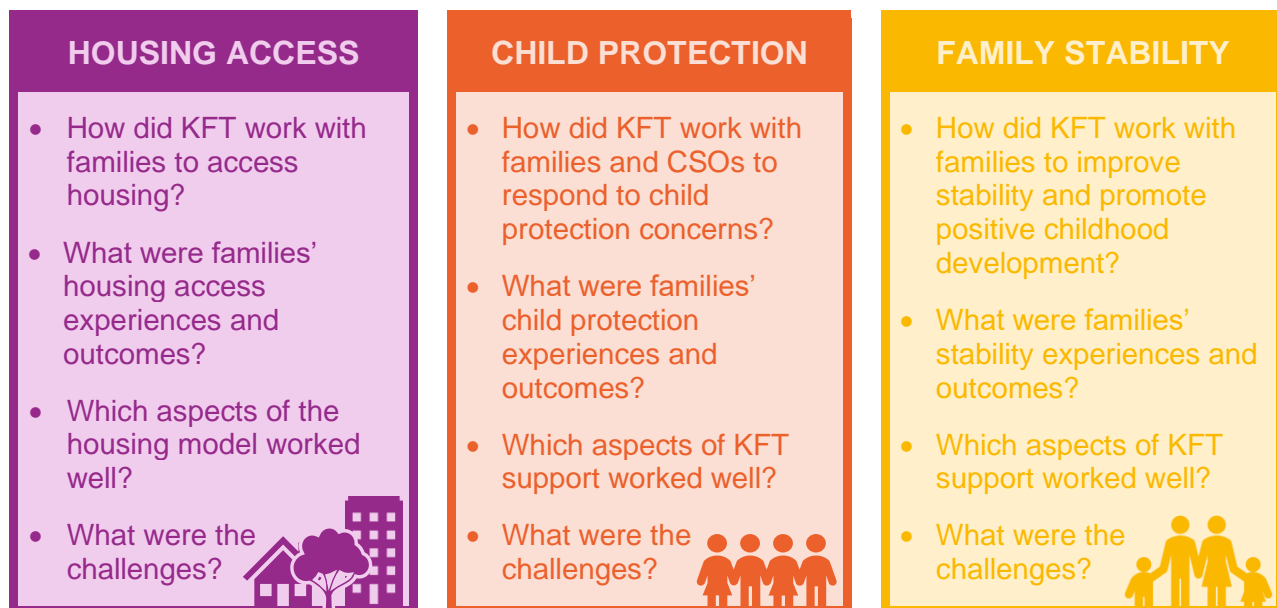 HOUSING ACCESS
• How did KFT work with
families to access
housing?
• What were families’
housing access
experiences and
outcomes?
• Which aspects of the
housing model worked
well?
• What were the
challenges?
CHILD PROTECTION
• How did KFT work with
families and CSOs to
respond to child
protection concerns?
• What were families’
child protection
experiences and
outcomes?
• Which aspects of KFT
support worked well?
• What were the
challenges?
FAMILY STABILITY
• How did KFT work with
families to improve
stability and promote
positive childhood
development?
• What were families’
stability experiences and
outcomes?
• Which aspects of KFT
support worked well?
• What were the
challenges?